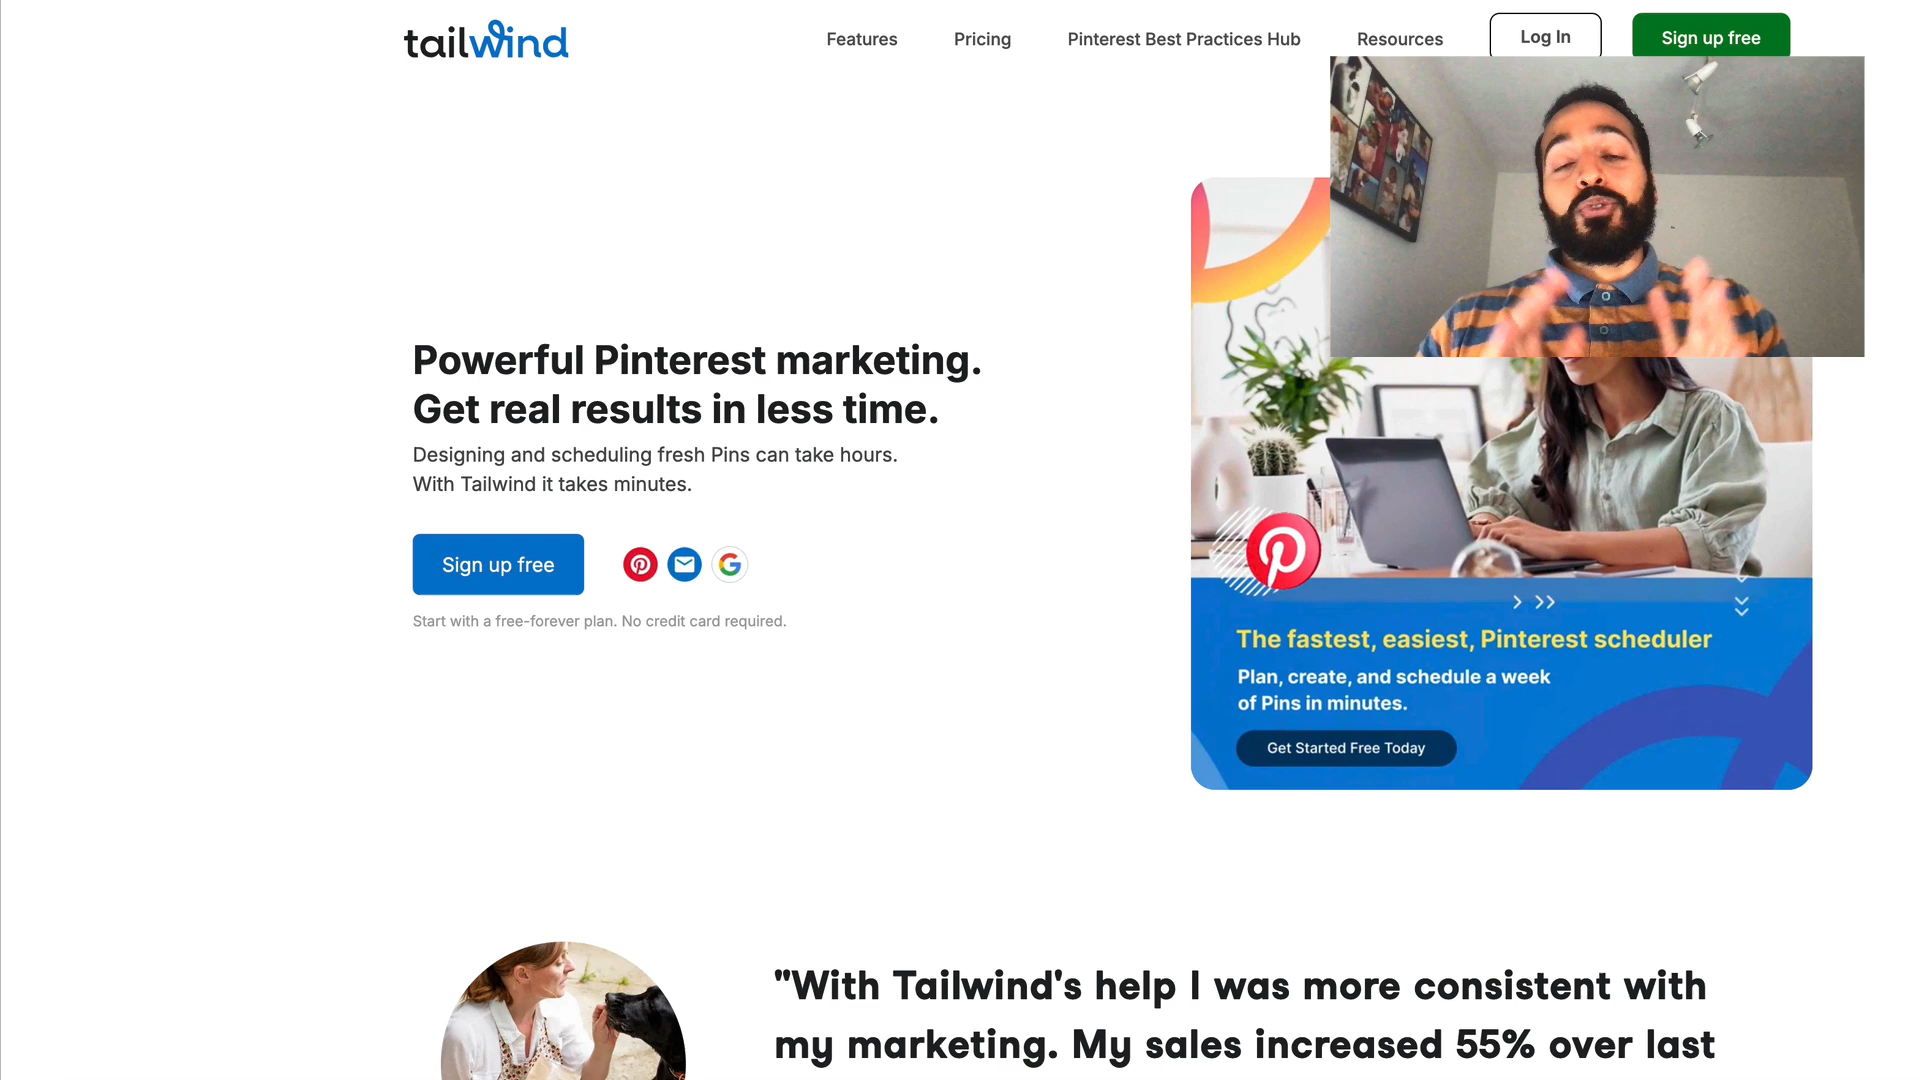 tailwind
Features
Pricing
Pinterest Best Practices Hub
Resources
Log In
Sign up free
Powerful Pinterest marketing.
Get real results in less time.
Designing and scheduling fresh Pins can take hours.
With Tailwind it takes minutes.
Sign up free
Start with a free-forever plan. No credit card required.
The fastest, easiest, Pinterest scheduler
Plan, create, and schedule a week
of Pins in minutes.
Get Started Free Today
"With Tailwind's help I was more consistent with
my marketing. My sales increased 55% over last